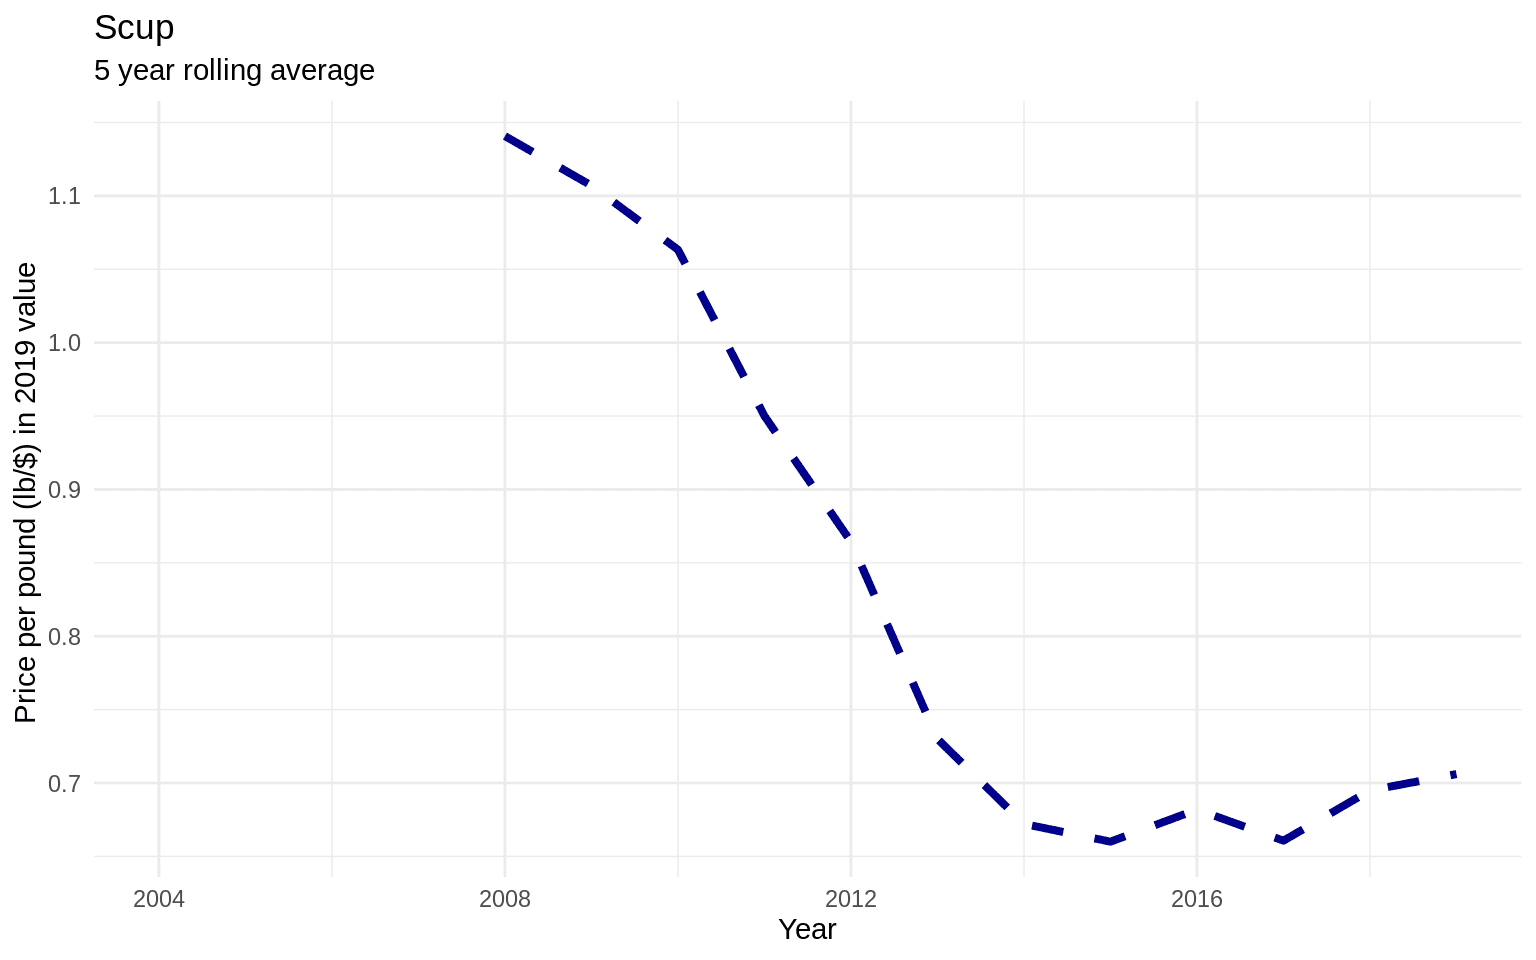 Scup
5 year rolling average
Price per pound (lb/$) in 2019 value
1.1
1.0
0.9
0.8
0.7
2004 2008 2012 2016
Year